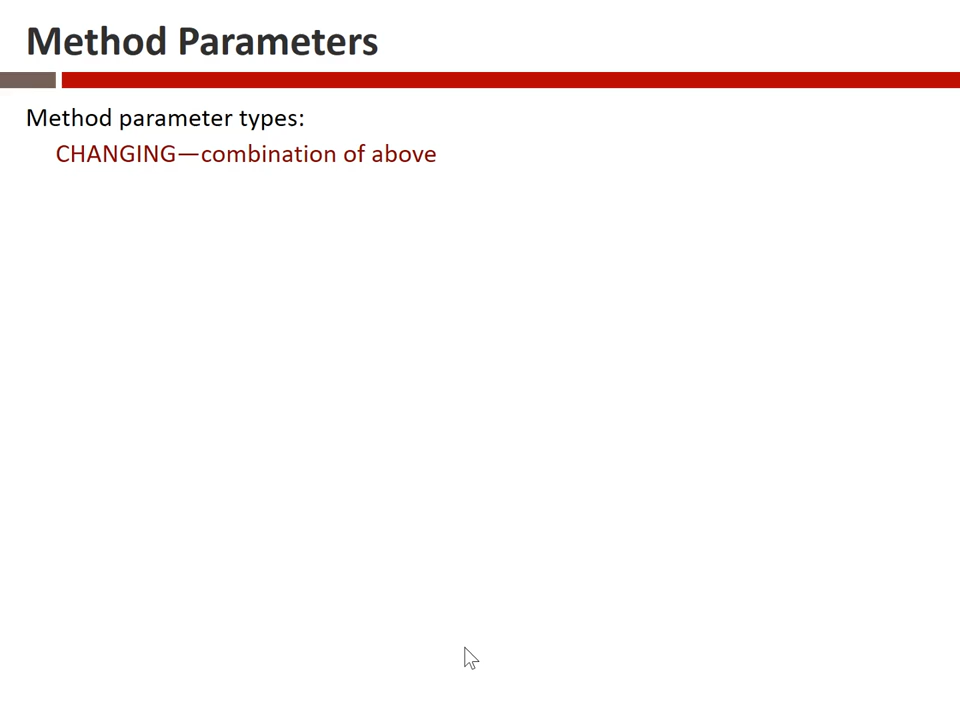 Method Parameters
Method parameter types:
CHANGING—combination of above